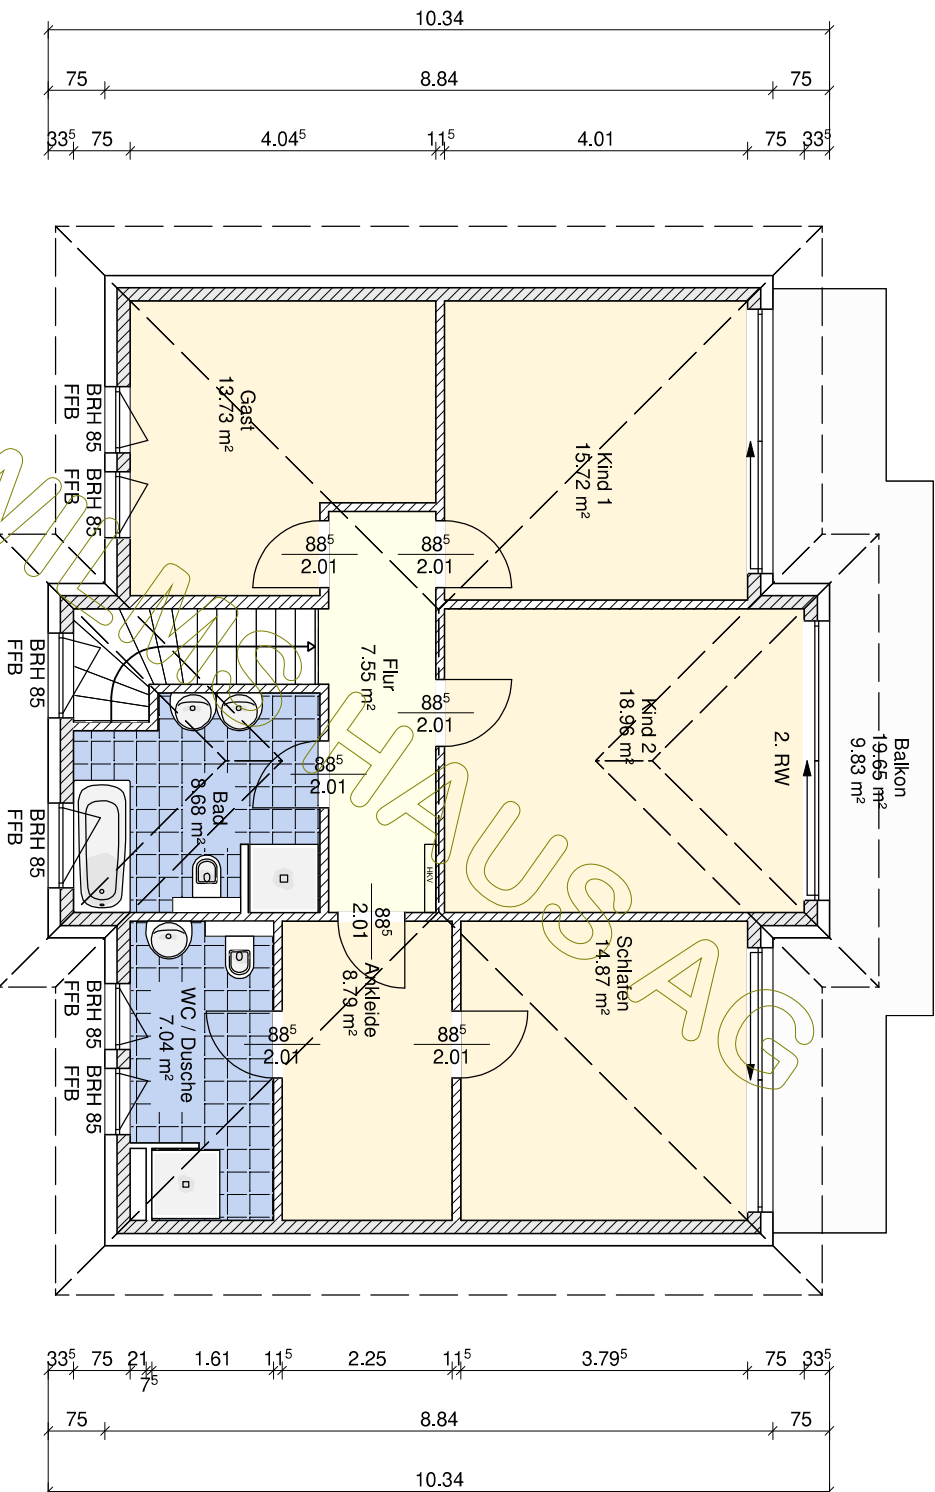 10.34
75 8.84 75
33⁵ 75 4.04⁵ 11⁵ 4.01 75 33⁵
Gast
13.73 m²
Kind 1
15.72 m²
BRH 85
FFB
BRH 85
FFB
88⁵
2.01
88⁵
2.01
Flur
7.55 m²
BRH 85
FFB
88⁵
2.01
Kind 2
18.96 m²
2. RW
Balkon
19.65 m²
9.83 m²
88⁵
2.01
Bad
8.68 m²
BRH 85
FFB
HKV
88⁵
2.01
Ankleide
8.79 m²
Schlafen
14.87 m²
WC / Dusche
7.04 m²
BRH 85
FFB
BRH 85
FFB
88⁵
2.01
88⁵
2.01
HAUS AG
33⁵ 75 21 1.61 11⁵ 2.25 11⁵ 3.79⁵ 75 33⁵
7⁵
75 8.84 75
10.34